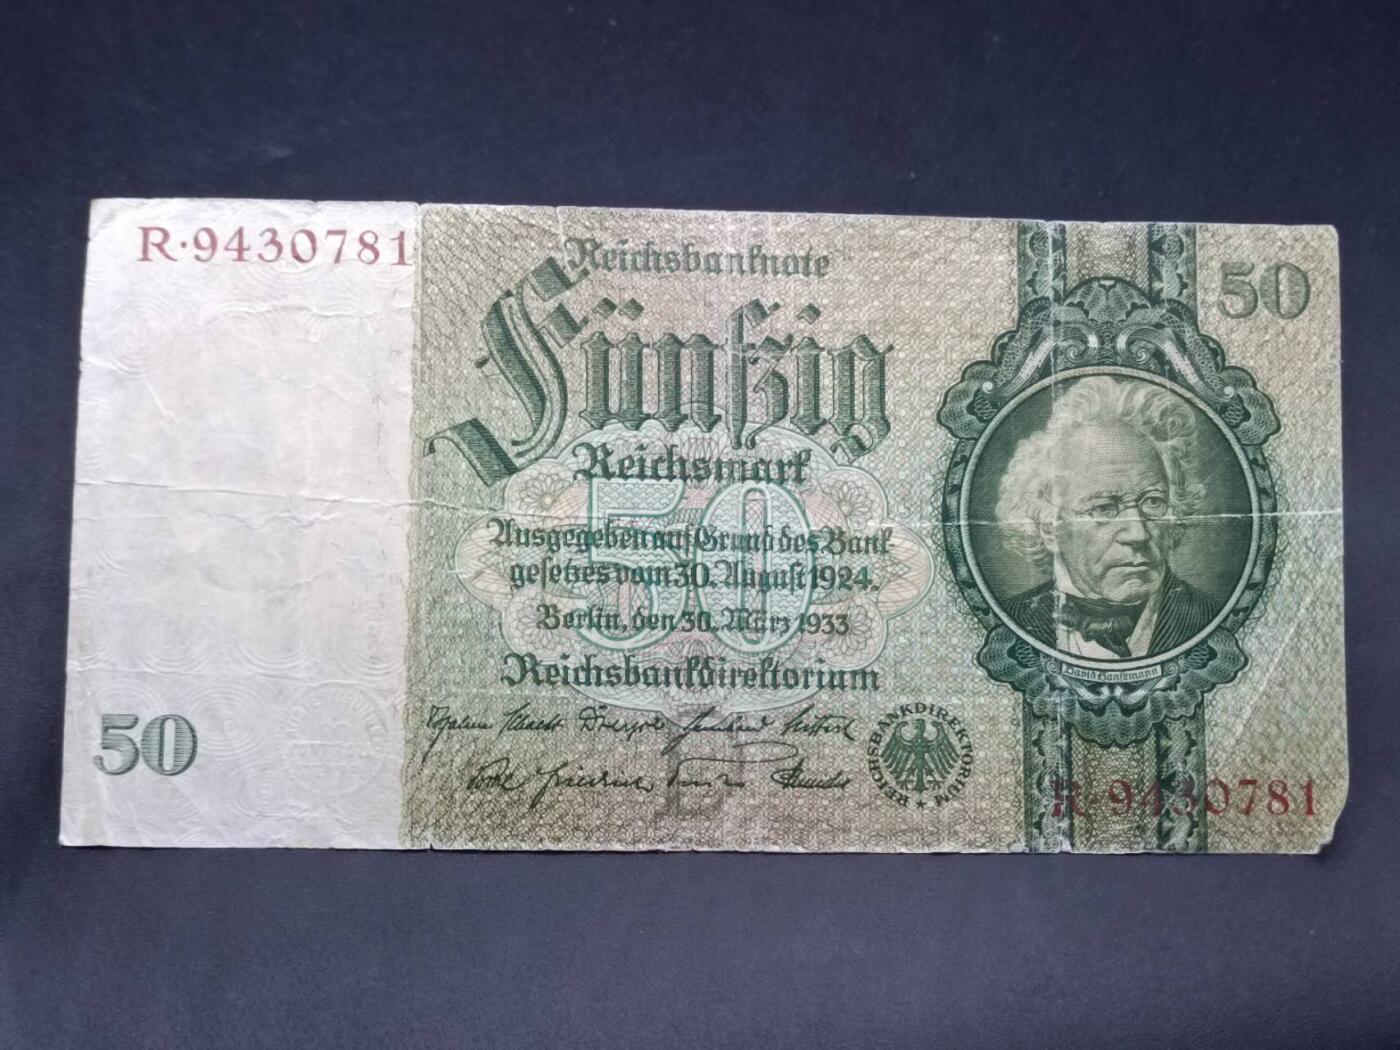 R·9430781
Reichsbanknote
50
Fünfzig
Reichsmark
50
Ausgegeben auf Grund des Bank-
gesetzes vom 30. August 1924.
Berlin, den 30. März 1933
Reichsbankdirektorium
David Hansemann
50
REICHSBANKDIREKTORIUM
E
R·9430781